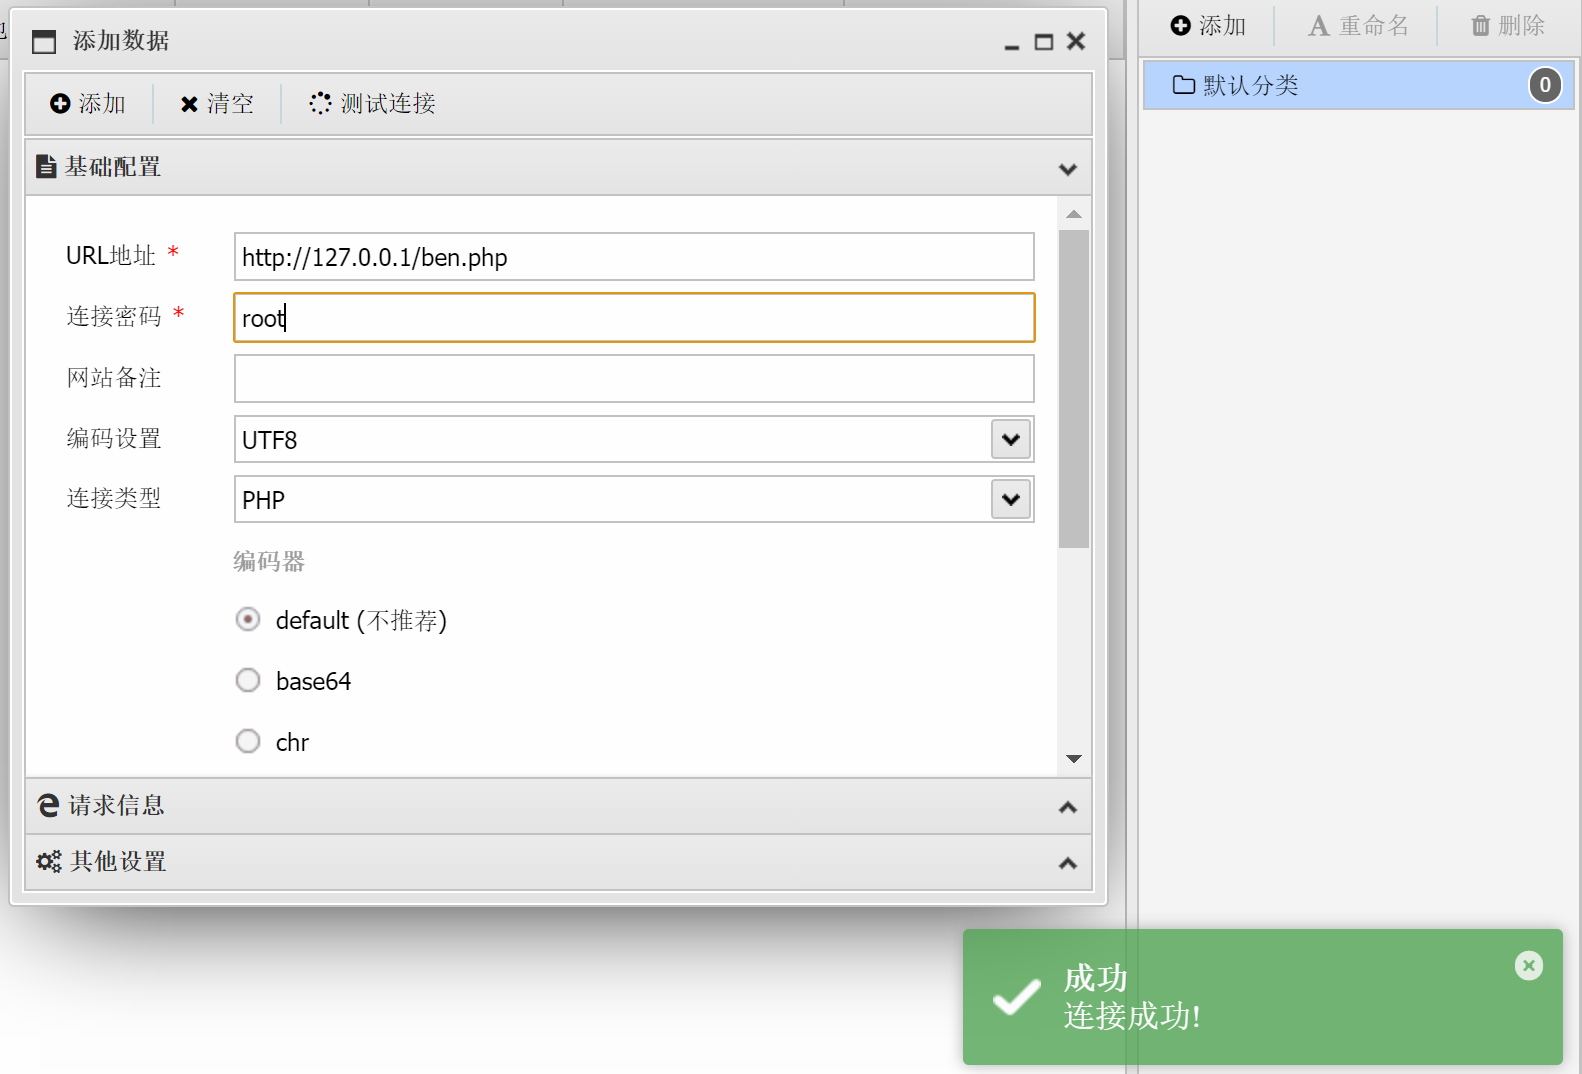 添加数据
添加 清空 测试连接
基础配置
URL地址 *
http://127.0.0.1/ben.php
连接密码 *
root
网站备注
编码设置
UTF8
连接类型
PHP
编码器
default (不推荐)
base64
chr
请求信息
其他设置
添加 重命名 删除
默认分类 0
成功
连接成功!